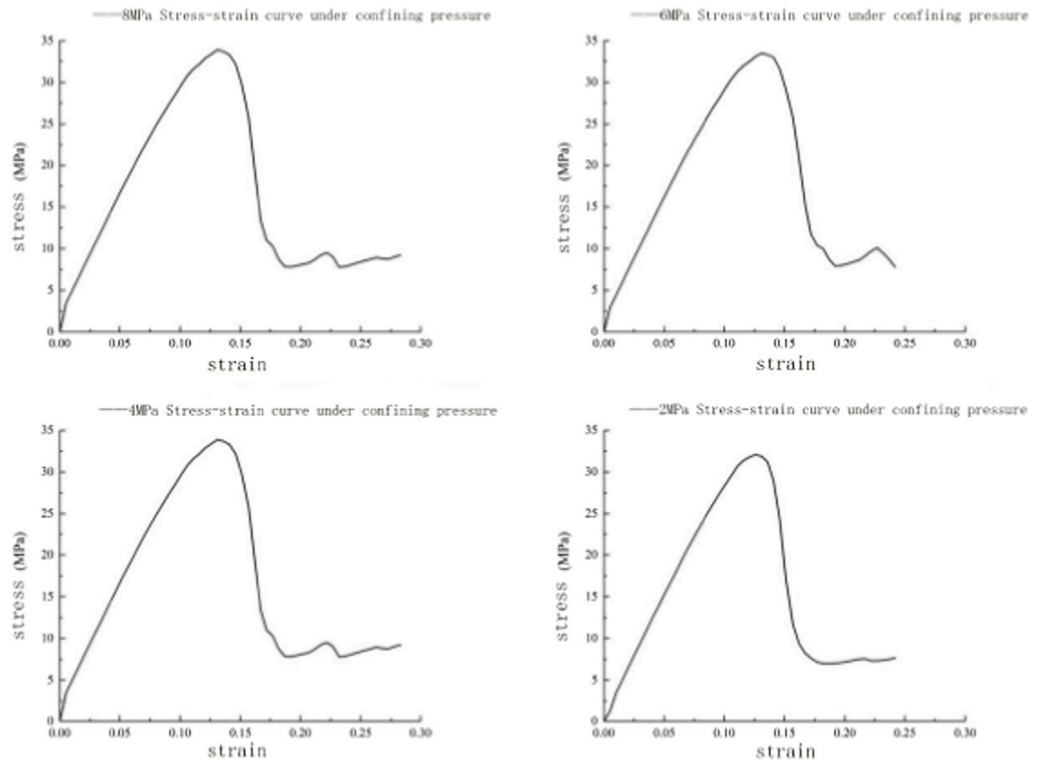 8MPa Stress-strain curve under confining pressure
35
30
25
20
15
10
5
0
stress (MPa)
0.00 0.05 0.10 0.15 0.20 0.25 0.30
strain
6MPa Stress-strain curve under confining pressure
35
30
25
20
15
10
5
0
stress (MPa)
0.00 0.05 0.10 0.15 0.20 0.25 0.30
strain
4MPa Stress-strain curve under confining pressure
35
30
25
20
15
10
5
0
stress (MPa)
0.00 0.05 0.10 0.15 0.20 0.25 0.30
strain
2MPa Stress-strain curve under confining pressure
35
30
25
20
15
10
5
0
stress (MPa)
0.00 0.05 0.10 0.15 0.20 0.25 0.30
strain